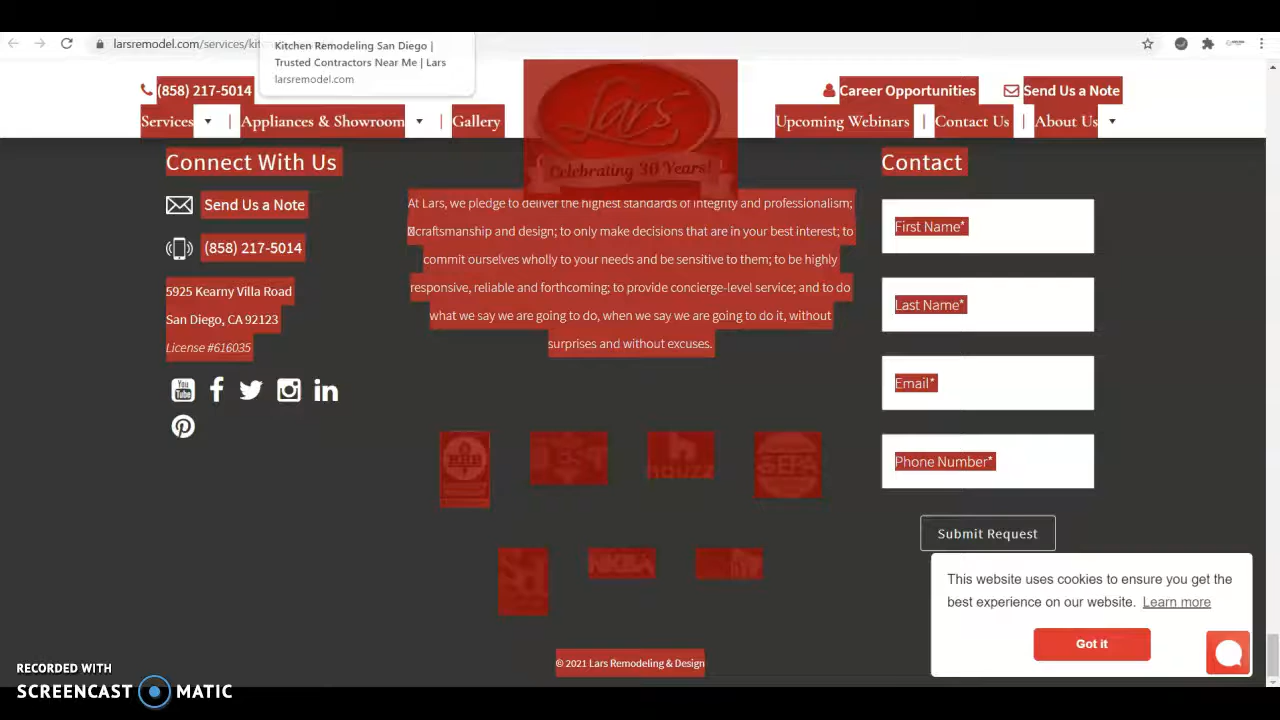 larsremodel.com/services/kit
Kitchen Remodeling San Diego |
Trusted Contractors Near Me | Lars
larsremodel.com
(858) 217-5014
Career Opportunities
Send Us a Note
Services | Appliances & Showroom | Gallery
Lars
Celebrating 30 Years!
Upcoming Webinars | Contact Us | About Us
Connect With Us
Send Us a Note
(858) 217-5014
5925 Kearny Villa Road
San Diego, CA 92123
License #616035
You
Tube
At Lars, we pledge to deliver the highest standards of integrity and professionalism;
craftsmanship and design; to only make decisions that are in your best interest; to
commit ourselves wholly to your needs and be sensitive to them; to be highly
responsive, reliable and forthcoming; to provide concierge-level service; and to do
what we say we are going to do, when we say we are going to do it, without
surprises and without excuses.
BBB
houzz
EPA
NKBA
© 2021 Lars Remodeling & Design
Contact
First Name*
Last Name*
Email*
Phone Number*
Submit Request
This website uses cookies to ensure you get the
best experience on our website. Learn more
Got it
RECORDED WITH
SCREENCAST MATIC